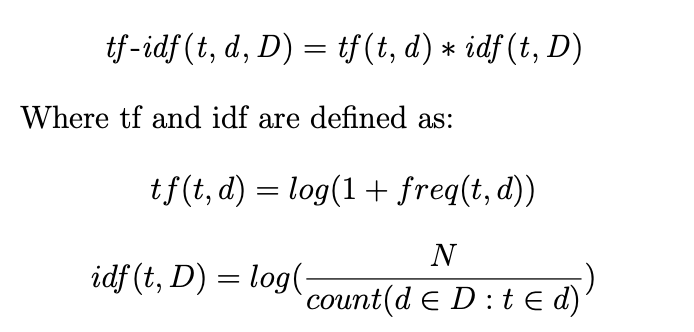 tf-idf(t, d, D) = tf(t, d) * idf(t, D)
Where tf and idf are defined as:
tf(t, d) = log(1 + freq(t, d))
idf(t, D) = log(N / count(d ∈ D : t ∈ d))